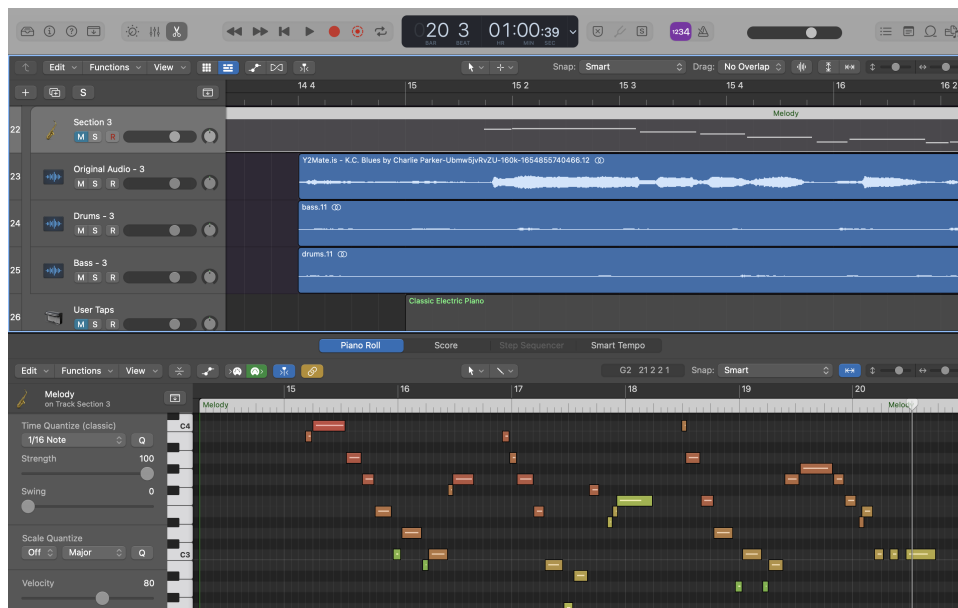 20 3 01:00:39
BAR BEAT HR MIN SEC
1234
S
Edit Functions View
Snap: Smart Drag: No Overlap
S
14 4 15 15 2 15 3 15 4 16 16 2
Melody
22 Section 3
M S R
Y2Mate.is - K.C. Blues by Charlie Parker-Ubmw5jvRvZU-160k-1654855740466.12
23 Original Audio - 3
M S R
bass.11
24 Drums - 3
M S R
drums.11
25 Bass - 3
M S R
Classic Electric Piano
26 User Taps
M S R
Piano Roll Score Step Sequencer Smart Tempo
Edit Functions View
G2 21 2 2 1 Snap: Smart
15 16 17 18 19 20
Melody
on Track Section 3
Melody
Time Quantize (classic)
1/16 Note Q
Strength 100
Swing 0
Scale Quantize
Off Major Q
Velocity 80
C4
C3